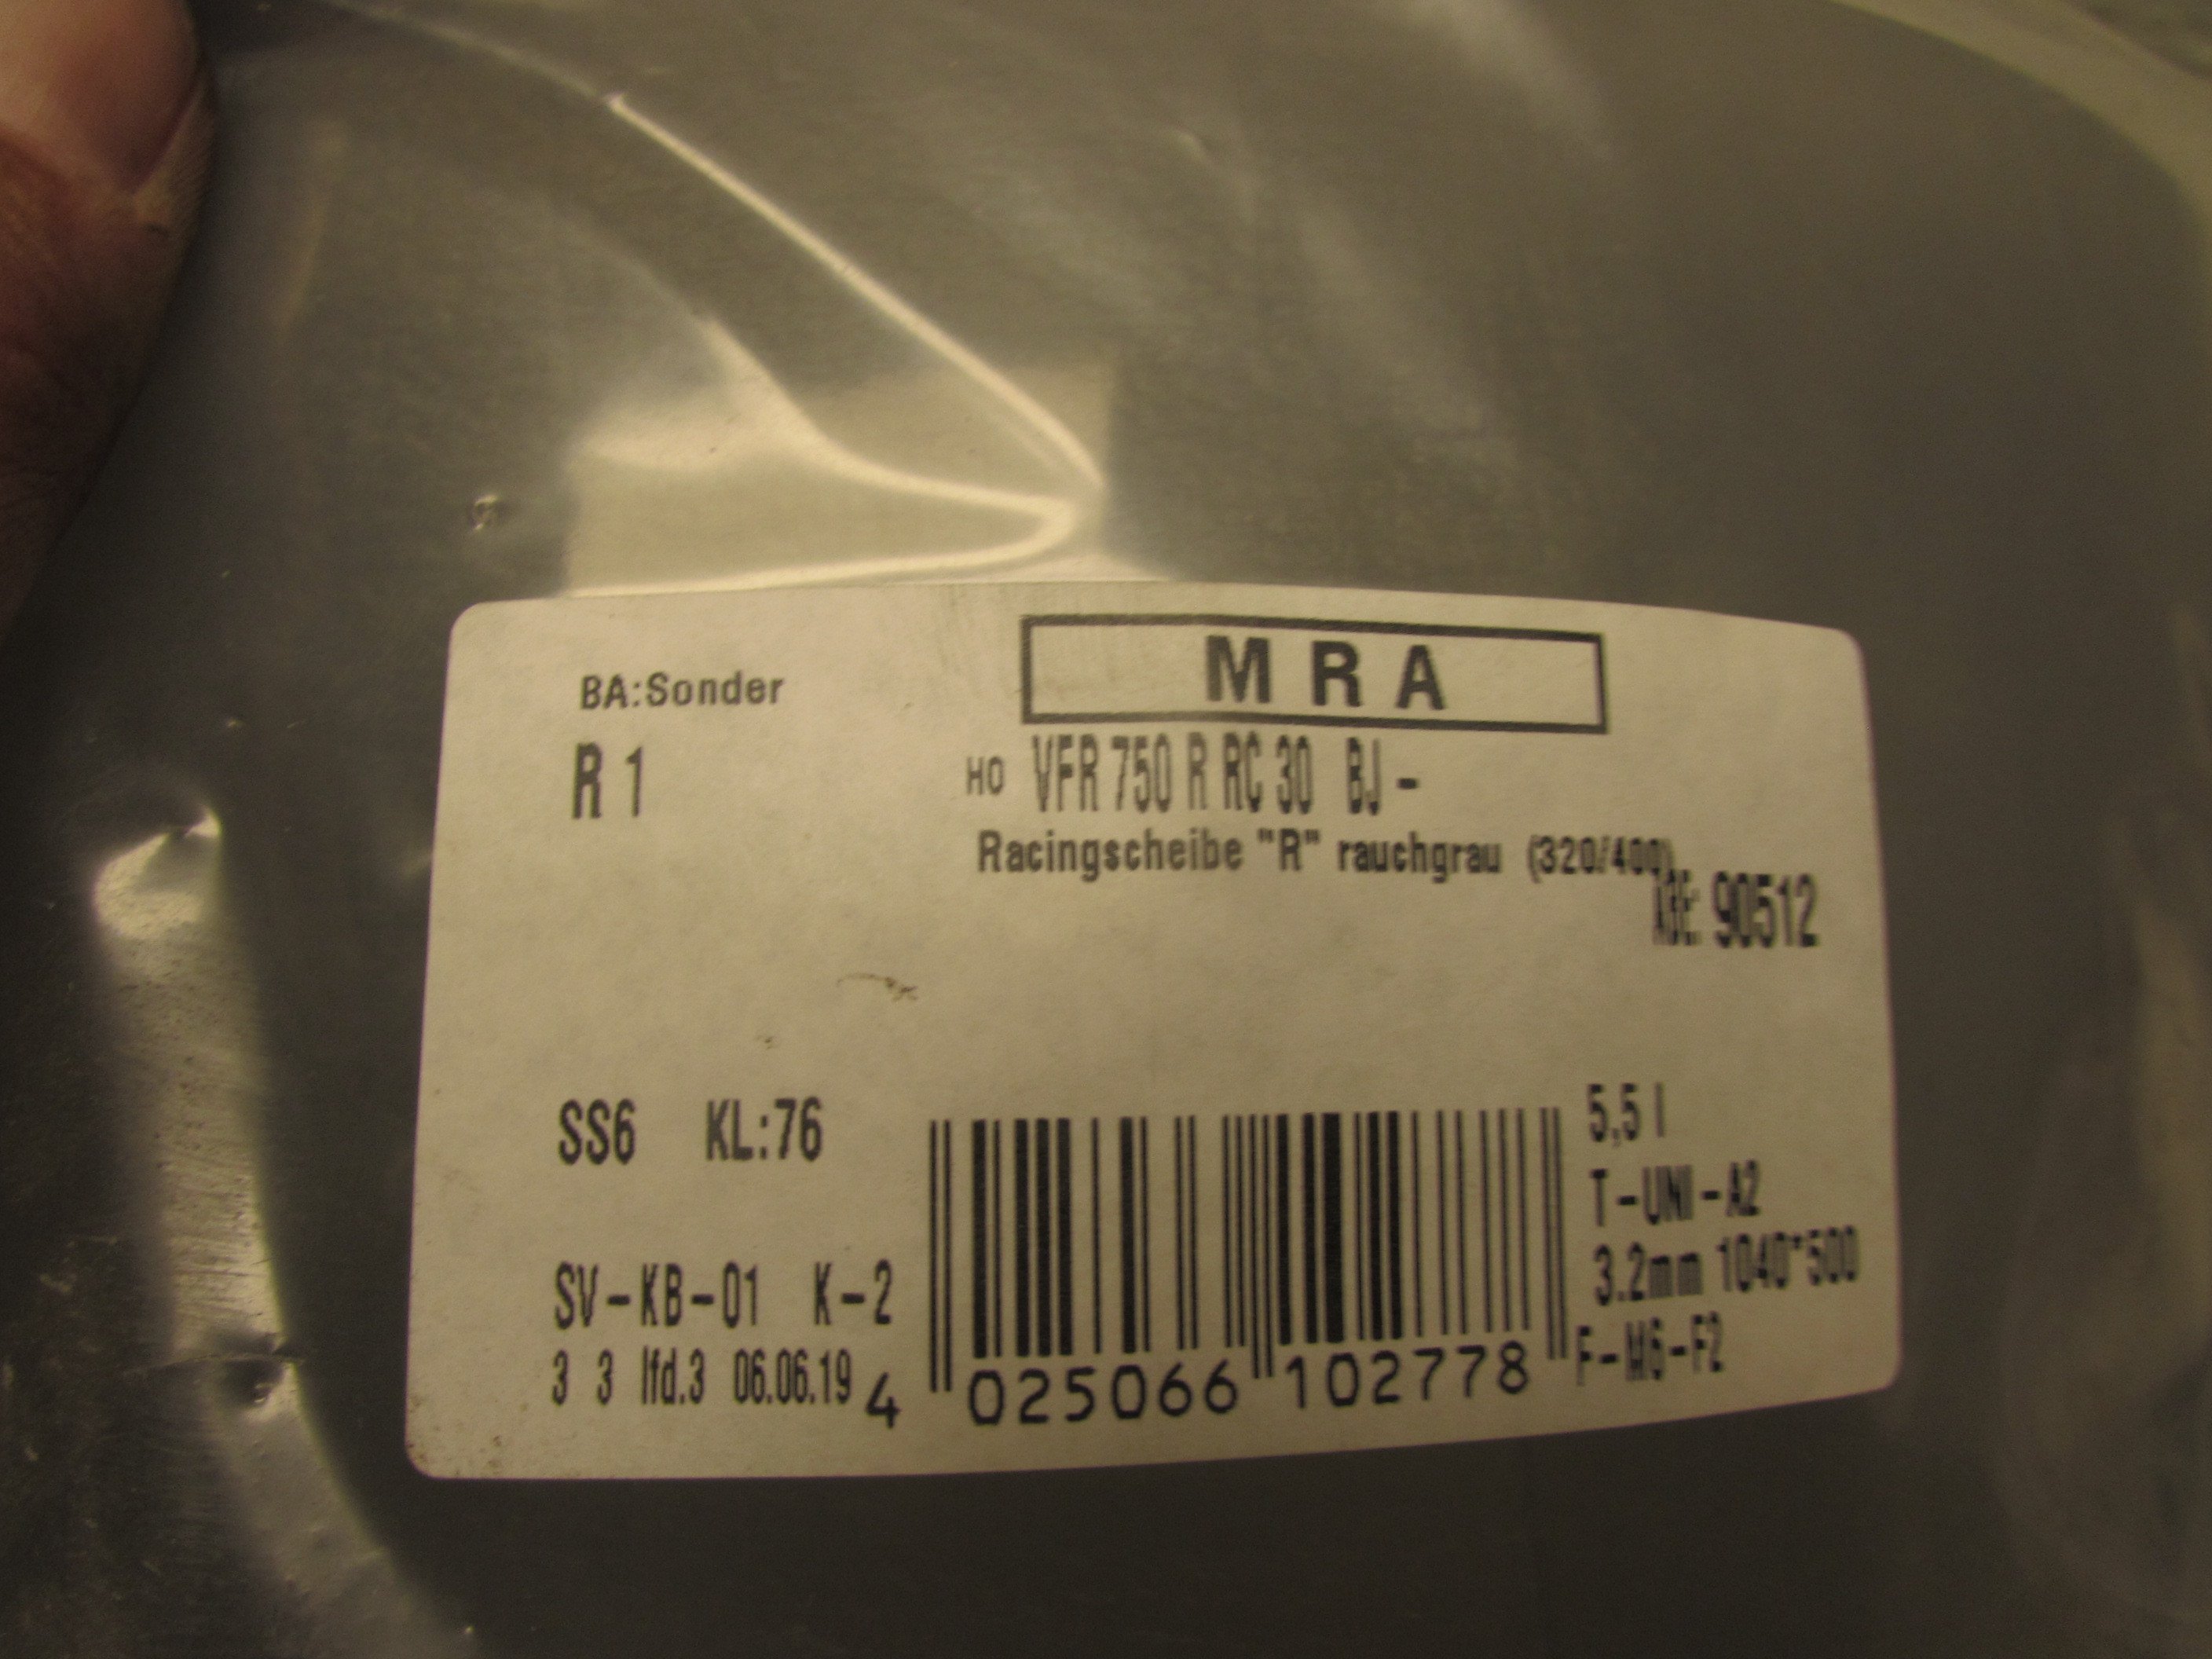 MRA
BA:Sonder
R 1
HO VFR 750 R RC 30 BJ -
Racingscheibe "R" rauchgrau (320/400)
ABE: 90512
SS6 KL:76
5,5 l
T-UNI-A2
SV-KB-01 K-2
3.2mm 1040*500
3 3 lfd.3 06.06.19
F-M6-F2
4 025066 102778